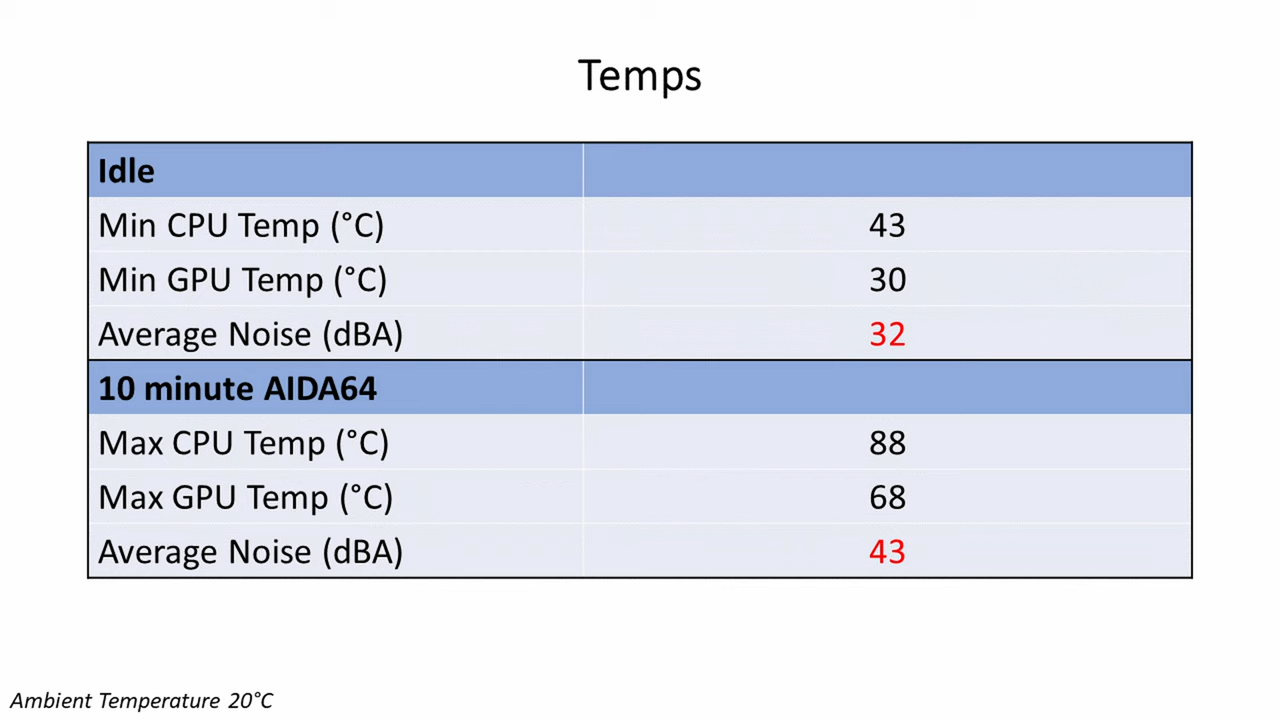 Temps
Idle
Min CPU Temp (°C) 43
Min GPU Temp (°C) 30
Average Noise (dBA) 32
10 minute AIDA64
Max CPU Temp (°C) 88
Max GPU Temp (°C) 68
Average Noise (dBA) 43
Ambient Temperature 20°C